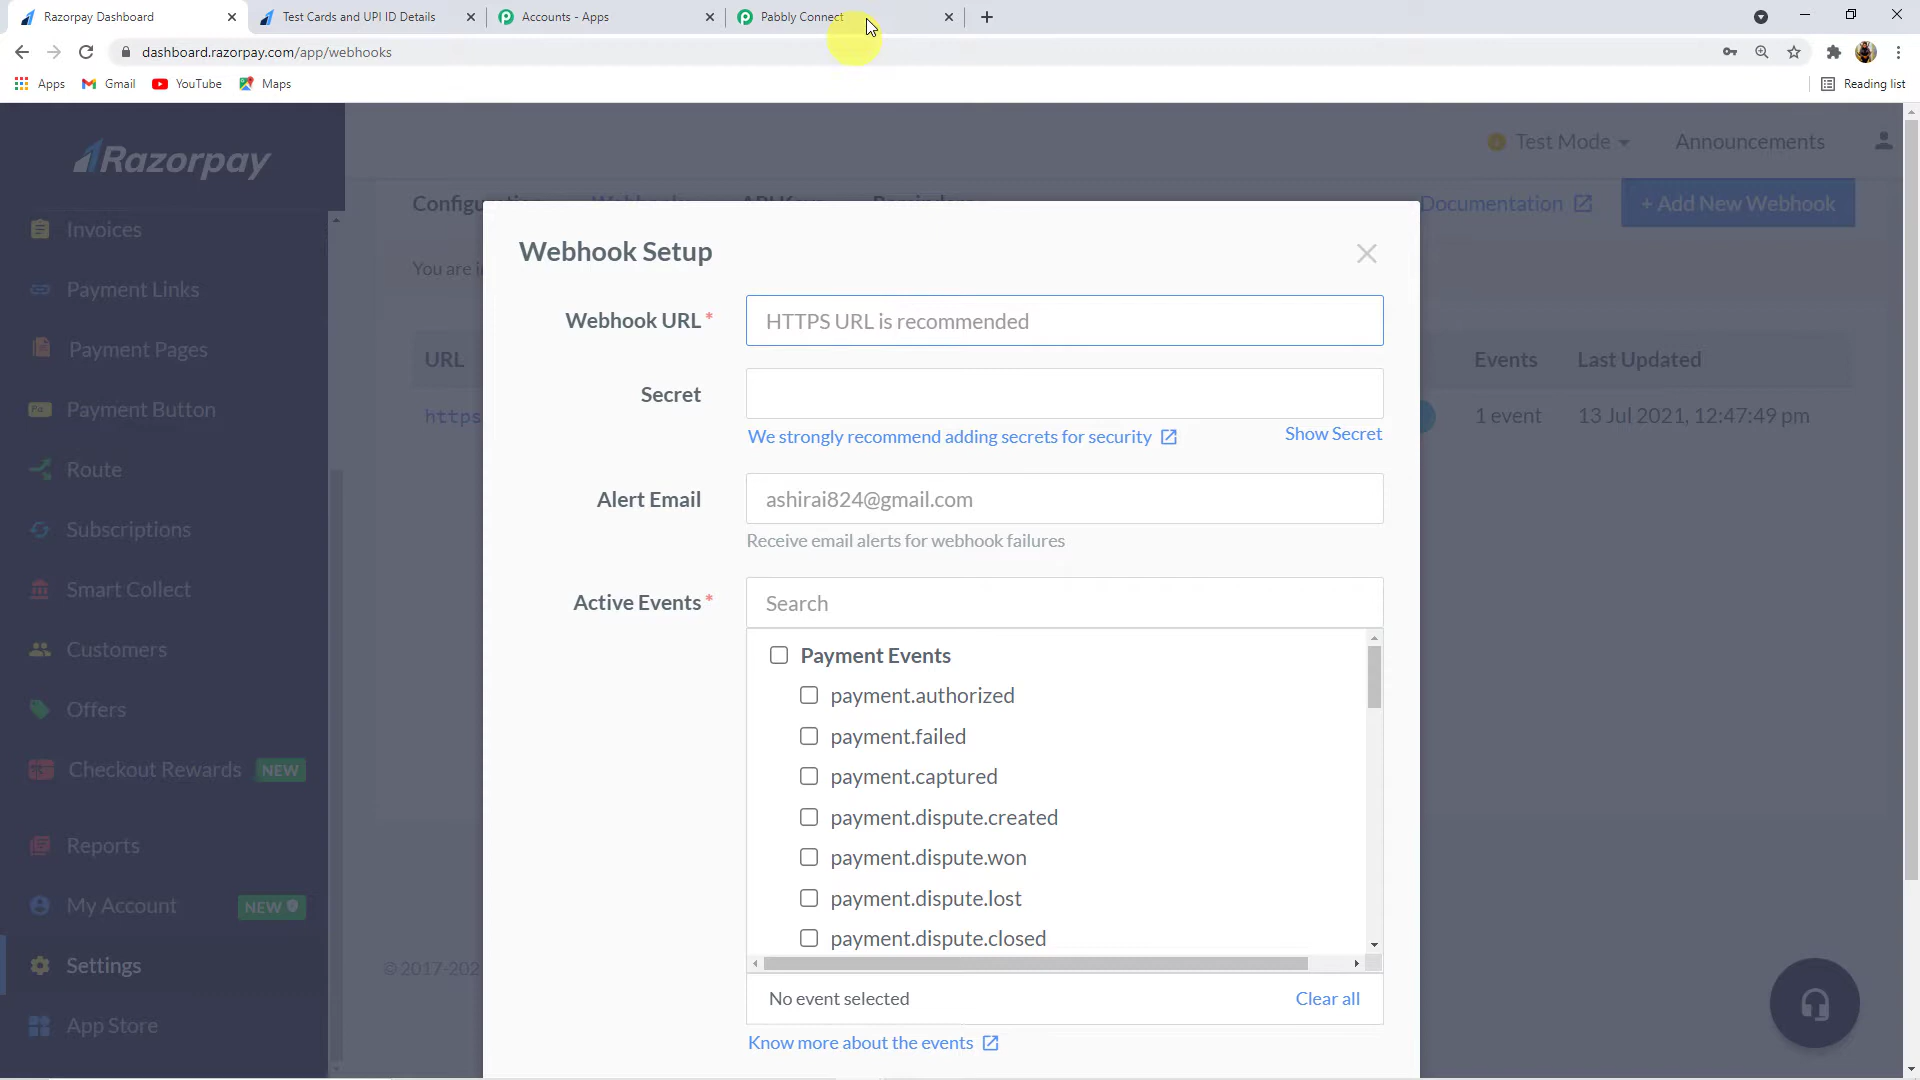 Razorpay Dashboard
Test Cards and UPI ID Details
Accounts - Apps
Pabbly Connect
dashboard.razorpay.com/app/webhooks
Apps
Gmail
YouTube
Maps
Reading list
Razorpay
Test Mode
Announcements
Invoices
Payment Links
Payment Pages
Payment Button
Route
Subscriptions
Smart Collect
Customers
Offers
Checkout Rewards NEW
Reports
My Account NEW
Settings
App Store
Documentation
+ Add New Webhook
You are i
URL
Events
Last Updated
https
1 event
13 Jul 2021, 12:47:49 pm
© 2017-202
Webhook Setup
Webhook URL *
HTTPS URL is recommended
Secret
We strongly recommend adding secrets for security
Show Secret
Alert Email
ashirai824@gmail.com
Receive email alerts for webhook failures
Active Events *
Search
Payment Events
payment.authorized
payment.failed
payment.captured
payment.dispute.created
payment.dispute.won
payment.dispute.lost
payment.dispute.closed
No event selected
Clear all
Know more about the events